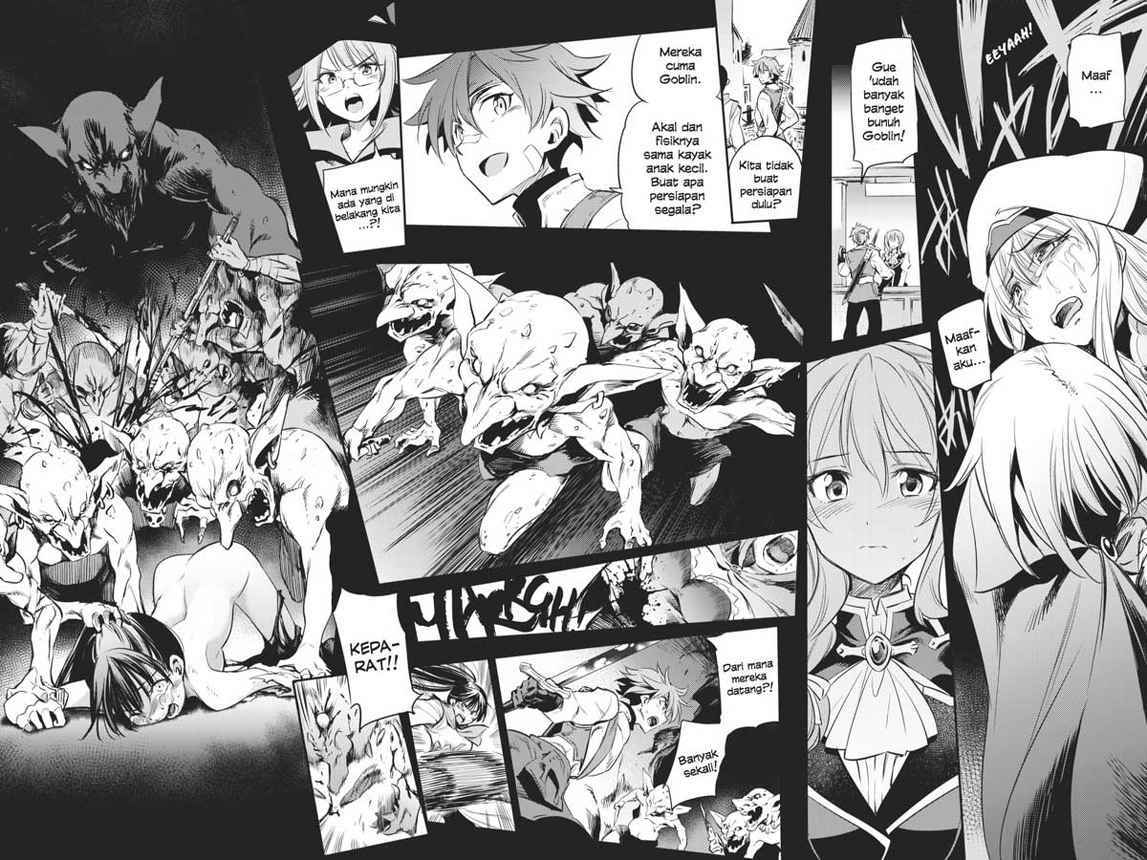 EEYAAH!
Maaf
...
Maaf-
kan
aku...
Gue
'udah
banyak
banget
bunuh
Goblin!
Kita tidak
buat
persiapan
dulu?
Mereka
cuma
Goblin.
Akal dan
fisiknya
sama kayak
anak kecil.
Buat apa
persiapan
segala?
Mana mungkin
ada yang di
belakang kita
...?!
Dari mana
mereka
datang?!
Banyak
sekali!
KEPA-
RAT!!